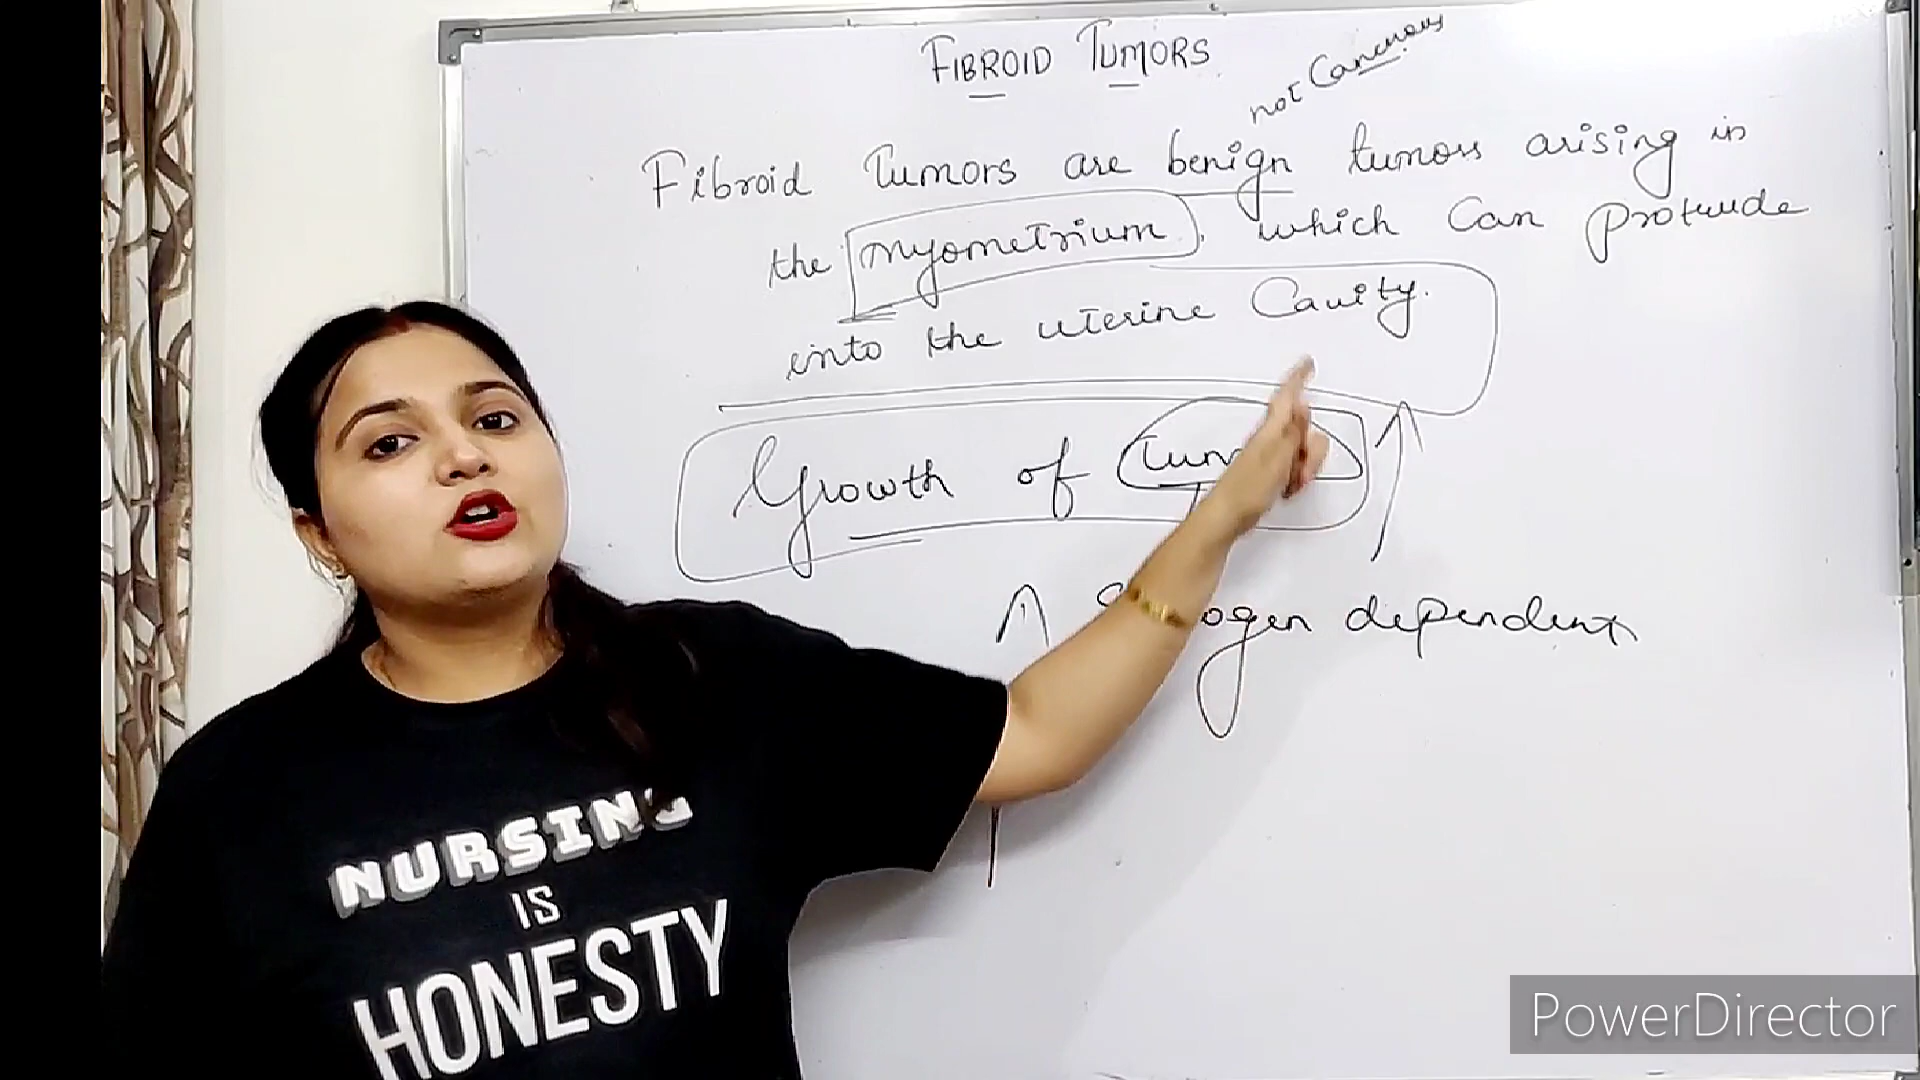 FIBROID TUMORS
not Cancerous
Fibroid Tumors are benign tumors arising in
the myometrium, which can protrude
into the uterine Cavity.
Growth of
dependent
NURSING
IS
HONESTY
PowerDirector